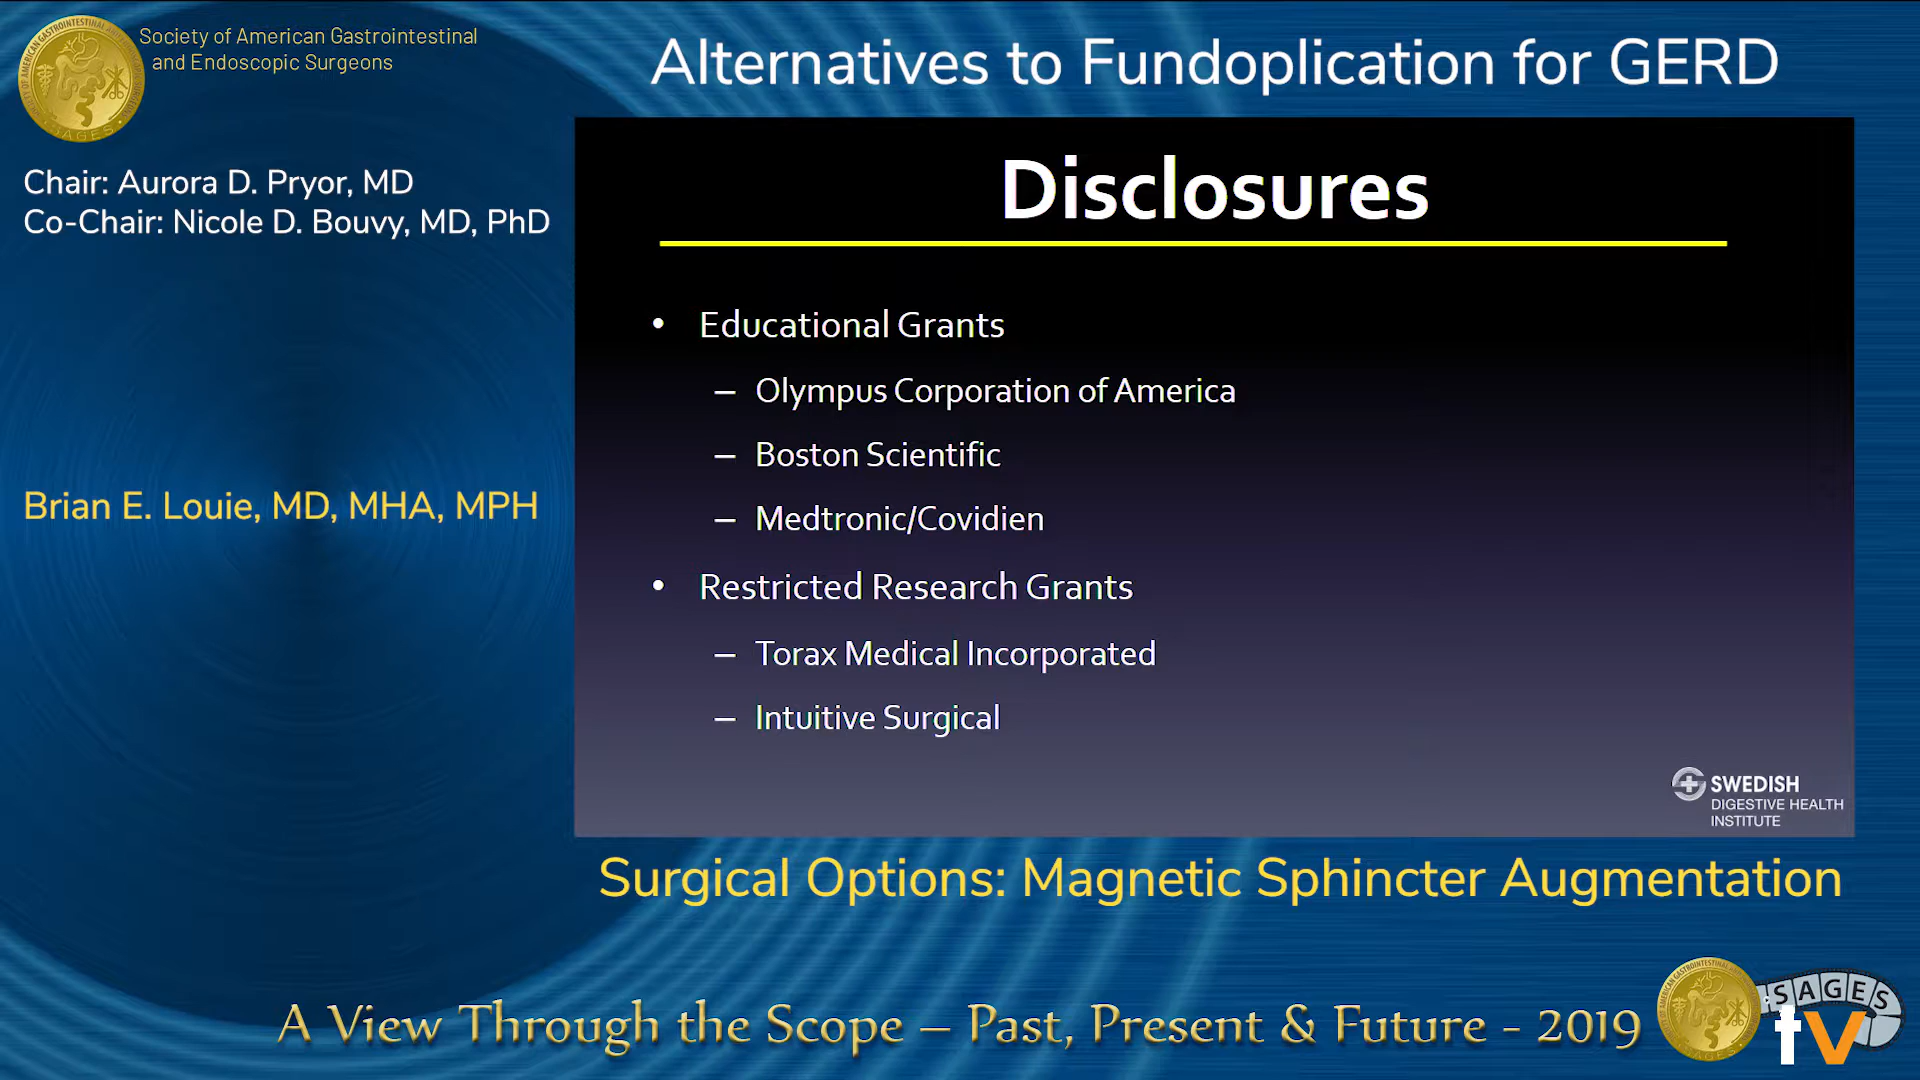 Society of American Gastrointestinal
and Endoscopic Surgeons
Alternatives to Fundoplication for GERD
Chair: Aurora D. Pryor, MD
Co-Chair: Nicole D. Bouvy, MD, PhD
Brian E. Louie, MD, MHA, MPH
Disclosures
• Educational Grants
– Olympus Corporation of America
– Boston Scientific
– Medtronic/Covidien
• Restricted Research Grants
– Torax Medical Incorporated
– Intuitive Surgical
SWEDISH
DIGESTIVE HEALTH
INSTITUTE
Surgical Options: Magnetic Sphincter Augmentation
A View Through the Scope – Past, Present & Future - 2019
SAGES
tv